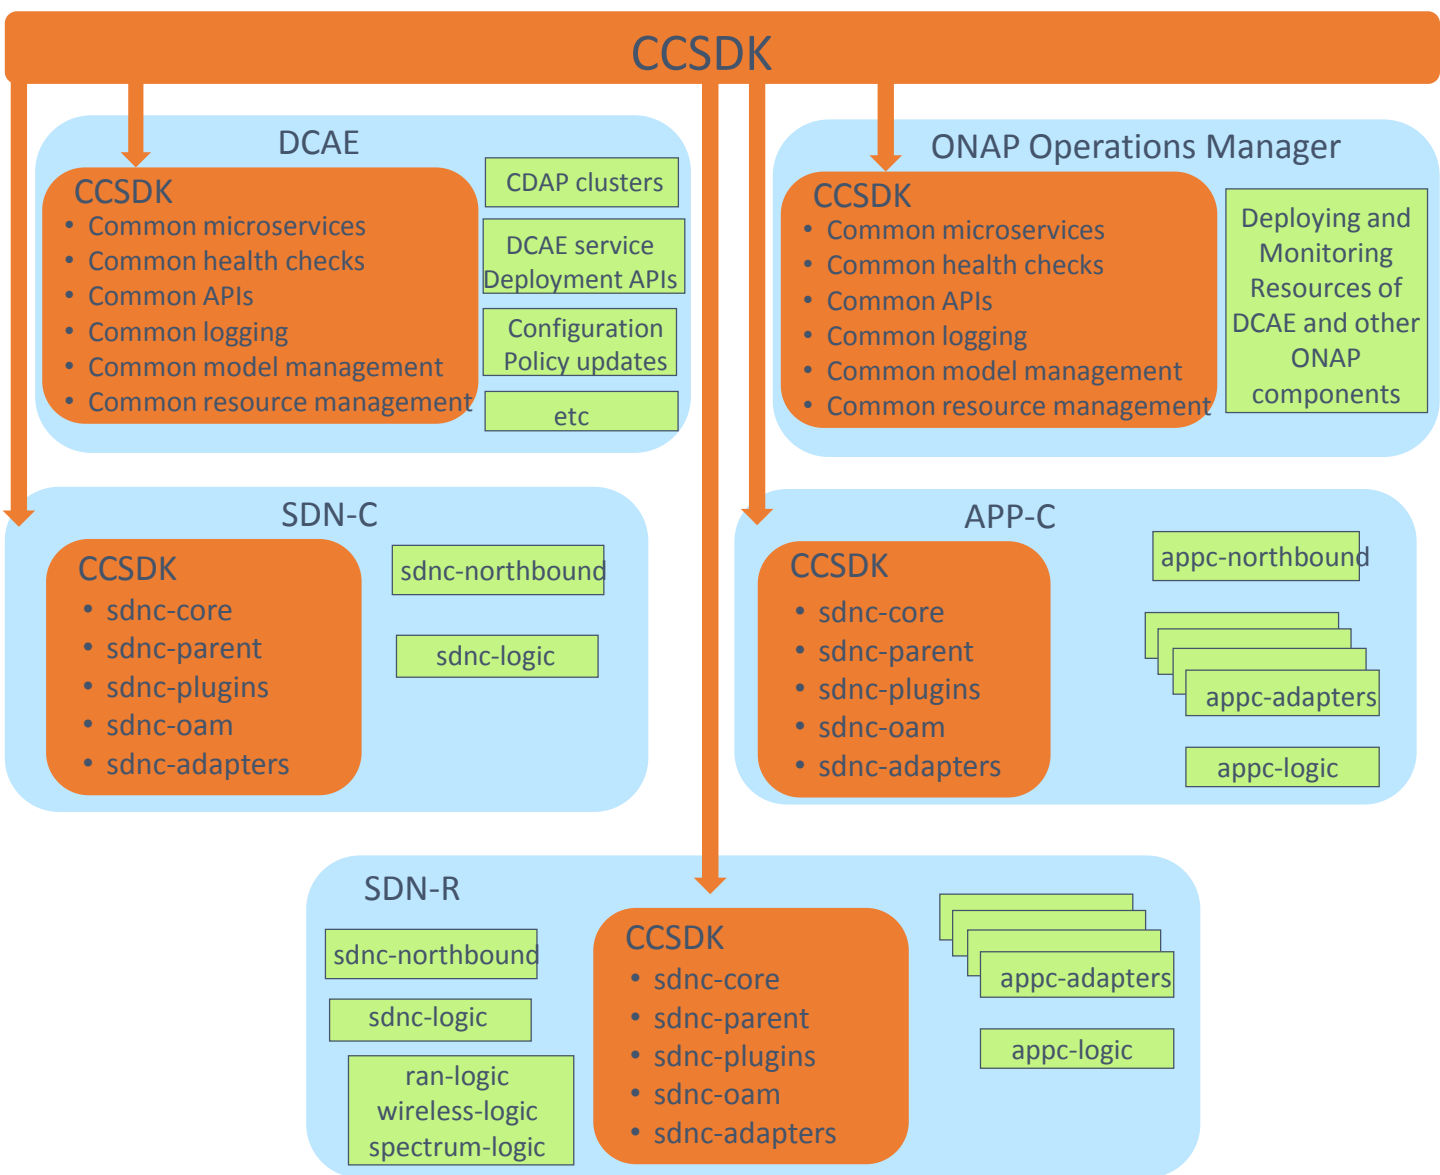 CCSDK
DCAE
CCSDK
• Common microservices
• Common health checks
• Common APIs
• Common logging
• Common model management
• Common resource management
CDAP clusters
DCAE service
Deployment APIs
Configuration
Policy updates
etc
ONAP Operations Manager
CCSDK
• Common microservices
• Common health checks
• Common APIs
• Common logging
• Common model management
• Common resource management
Deploying and
Monitoring
Resources of
DCAE and other
ONAP
components
SDN-C
CCSDK
• sdnc-core
• sdnc-parent
• sdnc-plugins
• sdnc-oam
• sdnc-adapters
sdnc-northbound
sdnc-logic
APP-C
CCSDK
• sdnc-core
• sdnc-parent
• sdnc-plugins
• sdnc-oam
• sdnc-adapters
appc-northbound
appc-adapters
appc-logic
SDN-R
sdnc-northbound
sdnc-logic
ran-logic
wireless-logic
spectrum-logic
CCSDK
• sdnc-core
• sdnc-parent
• sdnc-plugins
• sdnc-oam
• sdnc-adapters
appc-adapters
appc-logic